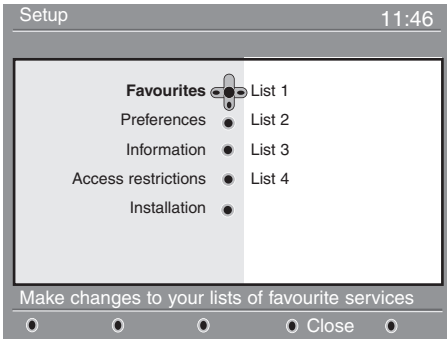 Setup 11:46
Favourites List 1
Preferences List 2
Information List 3
Access restrictions List 4
Installation
Make changes to your lists of favourite services
Close